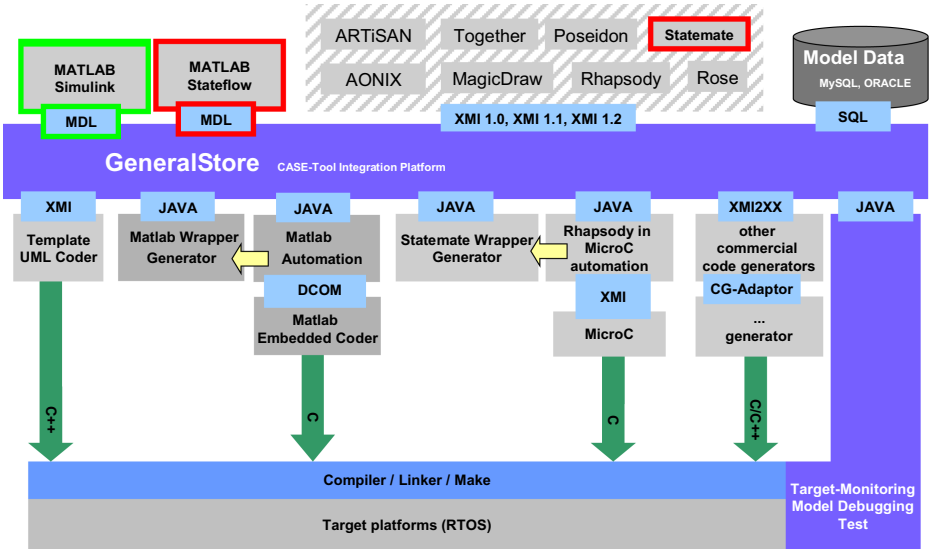 MATLAB
Simulink
MDL
MATLAB
Stateflow
MDL
ARTiSAN
Together
Poseidon
Statemate
AONIX
MagicDraw
Rhapsody
Rose
XMI 1.0, XMI 1.1, XMI 1.2
Model Data
MySQL, ORACLE
SQL
GeneralStore CASE-Tool Integration Platform
XMI
Template
UML Coder
JAVA
Matlab Wrapper
Generator
JAVA
Matlab
Automation
DCOM
Matlab
Embedded Coder
JAVA
Statemate Wrapper
Generator
JAVA
Rhapsody in
MicroC
automation
XMI
MicroC
XMI2XX
other
commercial
code generators
CG-Adaptor
...
generator
JAVA
C++
C
C
C/C++
Compiler / Linker / Make
Target platforms (RTOS)
Target-Monitoring
Model Debugging
Test